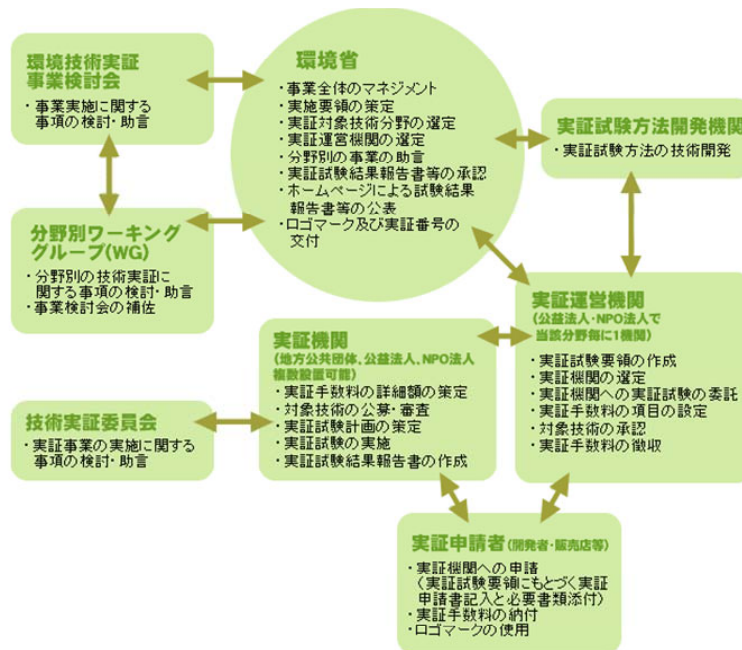 環境技術実証
事業検討会
・事業実施に関する
事項の検討・助言
環境省
・事業全体のマネジメント
・実施要領の策定
・実証対象技術分野の選定
・実証運営機関の選定
・分野別の事業の助言
・実証試験結果報告書等の承認
・ホームページによる試験結果
報告書等の公表
・ロゴマーク及び実証番号の
交付
実証試験方法開発機関
・実証試験方法の技術開発
分野別ワーキング
グループ(WG)
・分野別の技術実証に
関する事項の検討・助言
・事業検討会の補佐
実証運営機関
(公益法人・NPO法人で
当該分野毎に1機関)
・実証試験要領の作成
・実証機関の選定
・実証機関への実証試験の委託
・実証手数料の項目の設定
・対象技術の承認
・実証手数料の徴収
実証機関
(地方公共団体、公益法人、NPO法人
複数設置可能)
・実証手数料の詳細額の策定
・対象技術の公募・審査
・実証試験計画の策定
・実証試験の実施
・実証試験結果報告書の作成
技術実証委員会
・実証事業の実施に関する
事項の検討・助言
実証申請者(開発者・販売店等)
・実証機関への申請
(実証試験要領にもとづく実証
申請書記入と必要書類添付)
・実証手数料の納付
・ロゴマークの使用